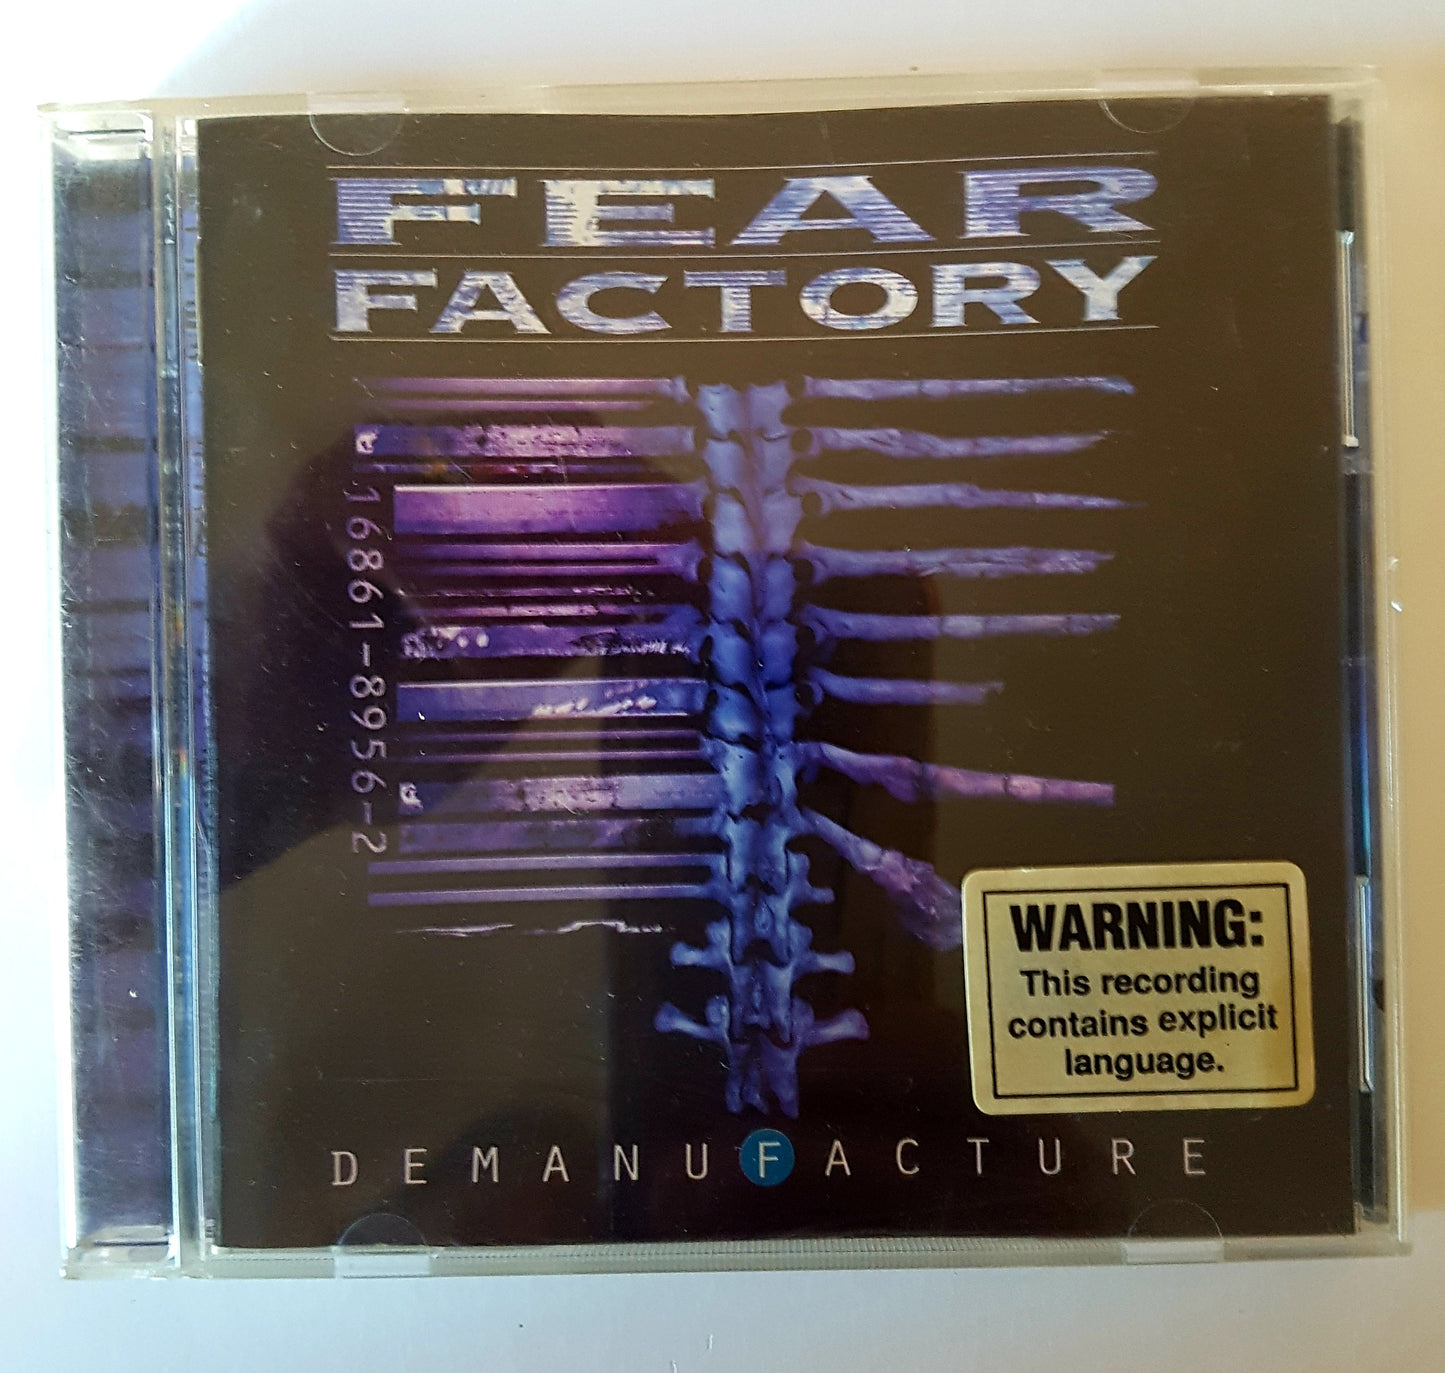 FEAR
FACTORY
16861-8956-2
WARNING:
This recording
contains explicit
language.
DEMANUFACTURE